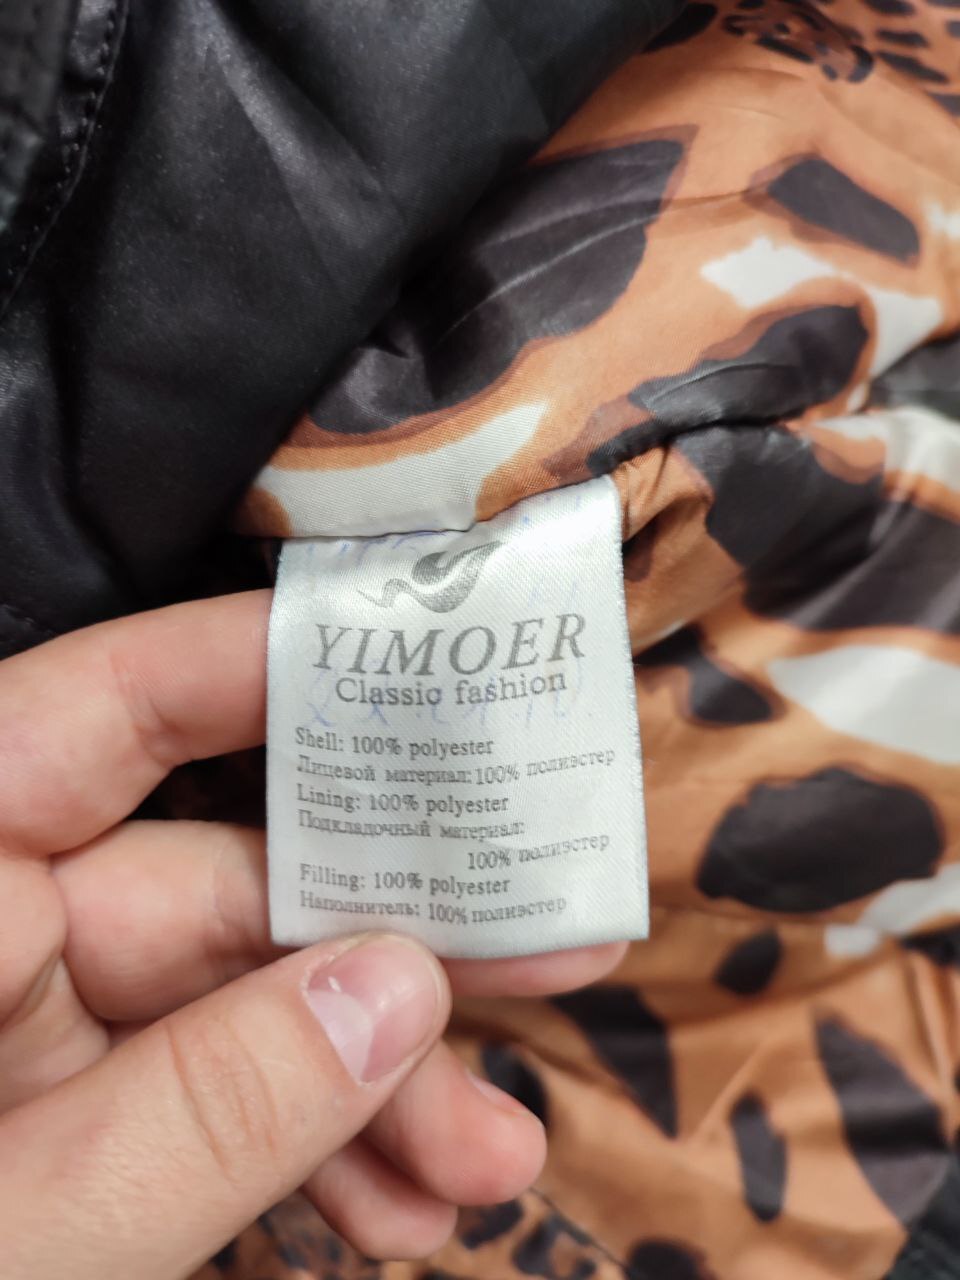 YIMOER
Classic fashion
Shell: 100% polyester
Лицевой материал: 100% полиэстер
Lining: 100% polyester
Подкладочный материал:
100% полиэстер
Filling: 100% polyester
Наполнитель: 100% полиэстер